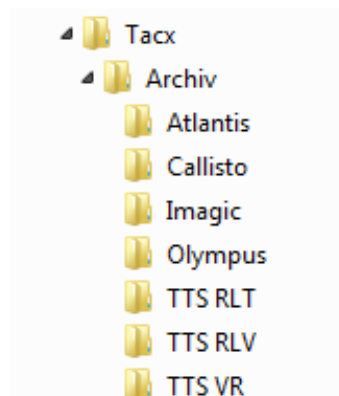 Tacx
Archiv
Atlantis
Callisto
Imagic
Olympus
TTS RLT
TTS RLV
TTS VR